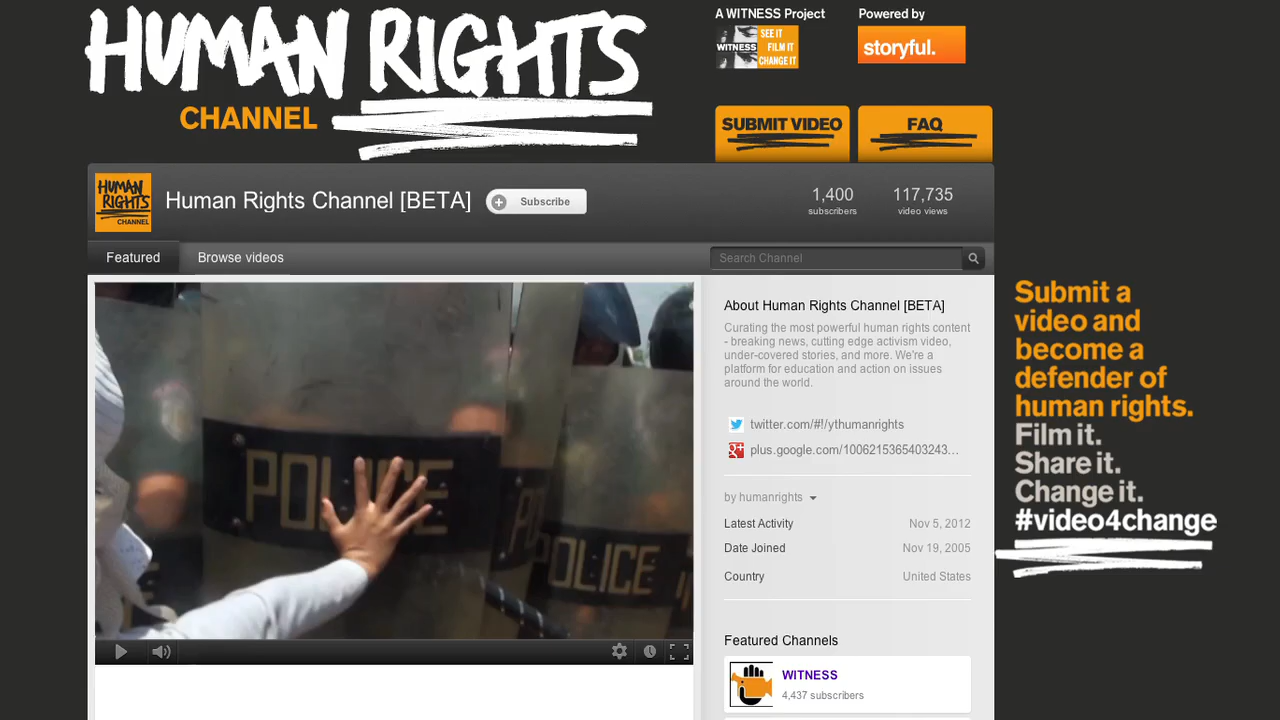 HUMAN RIGHTS
CHANNEL
A WITNESS Project
WITNESS
SEE IT
FILM IT
CHANGE IT
Powered by
storyful.
SUBMIT VIDEO
FAQ
HUMAN
RIGHTS
CHANNEL
Human Rights Channel [BETA]
Subscribe
1,400
subscribers
117,735
video views
Featured
Browse videos
Search Channel
POLICE
POLICE
About Human Rights Channel [BETA]
Curating the most powerful human rights content
- breaking news, cutting edge activism video,
under-covered stories, and more. We're a
platform for education and action on issues
around the world.
twitter.com/#!/ythumanrights
plus.google.com/1006215365403243...
by humanrights
Latest Activity Nov 5, 2012
Date Joined Nov 19, 2005
Country United States
Featured Channels
WITNESS
4,437 subscribers
Submit a
video and
become a
defender of
human rights.
Film it.
Share it.
Change it.
#video4change